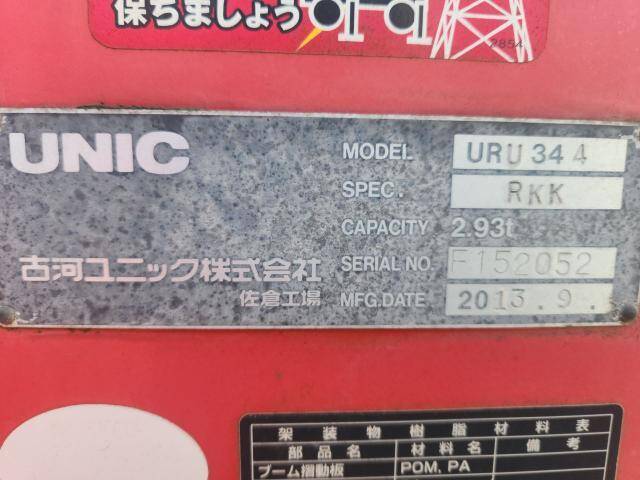 保ちましょう
2854
UNIC
MODEL URU344
SPEC. RKK
CAPACITY 2.93t
古河ユニック株式会社 SERIAL NO. F152052
佐倉工場 MFG.DATE 2013.9.
架装物樹脂材料表
部品名 材料名 備考
ブーム摺動板 POM, PA